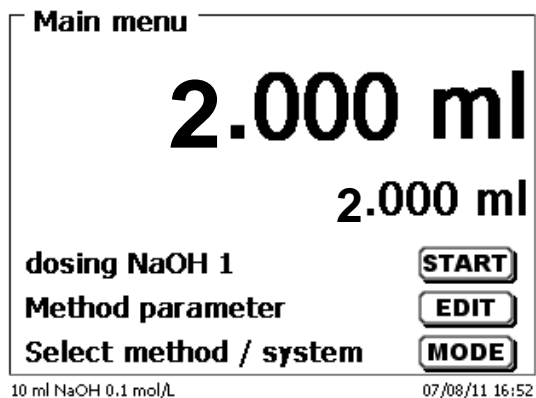 Main menu
2.000 ml
2.000 ml
dosing NaOH 1 START
Method parameter EDIT
Select method / system MODE
10 ml NaOH 0.1 mol/L 07/08/11 16:52